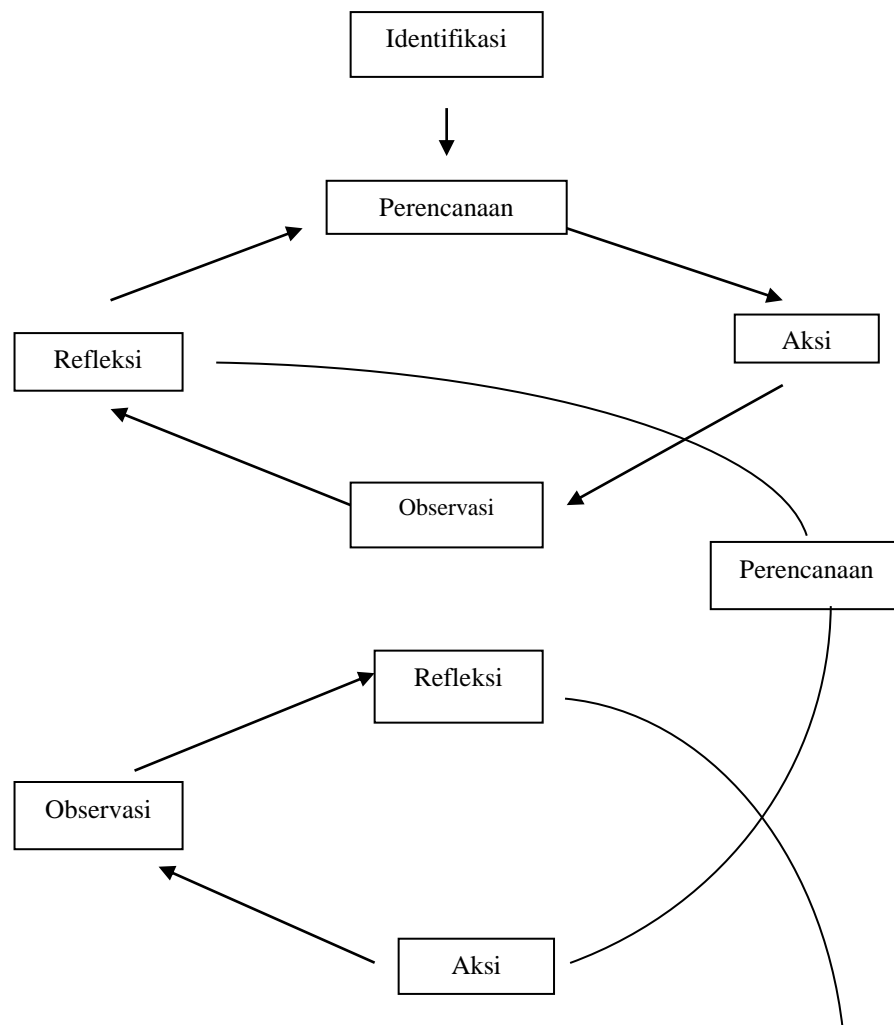 Identifikasi
Perencanaan
Refleksi
Aksi
Observasi
Perencanaan
Refleksi
Observasi
Aksi